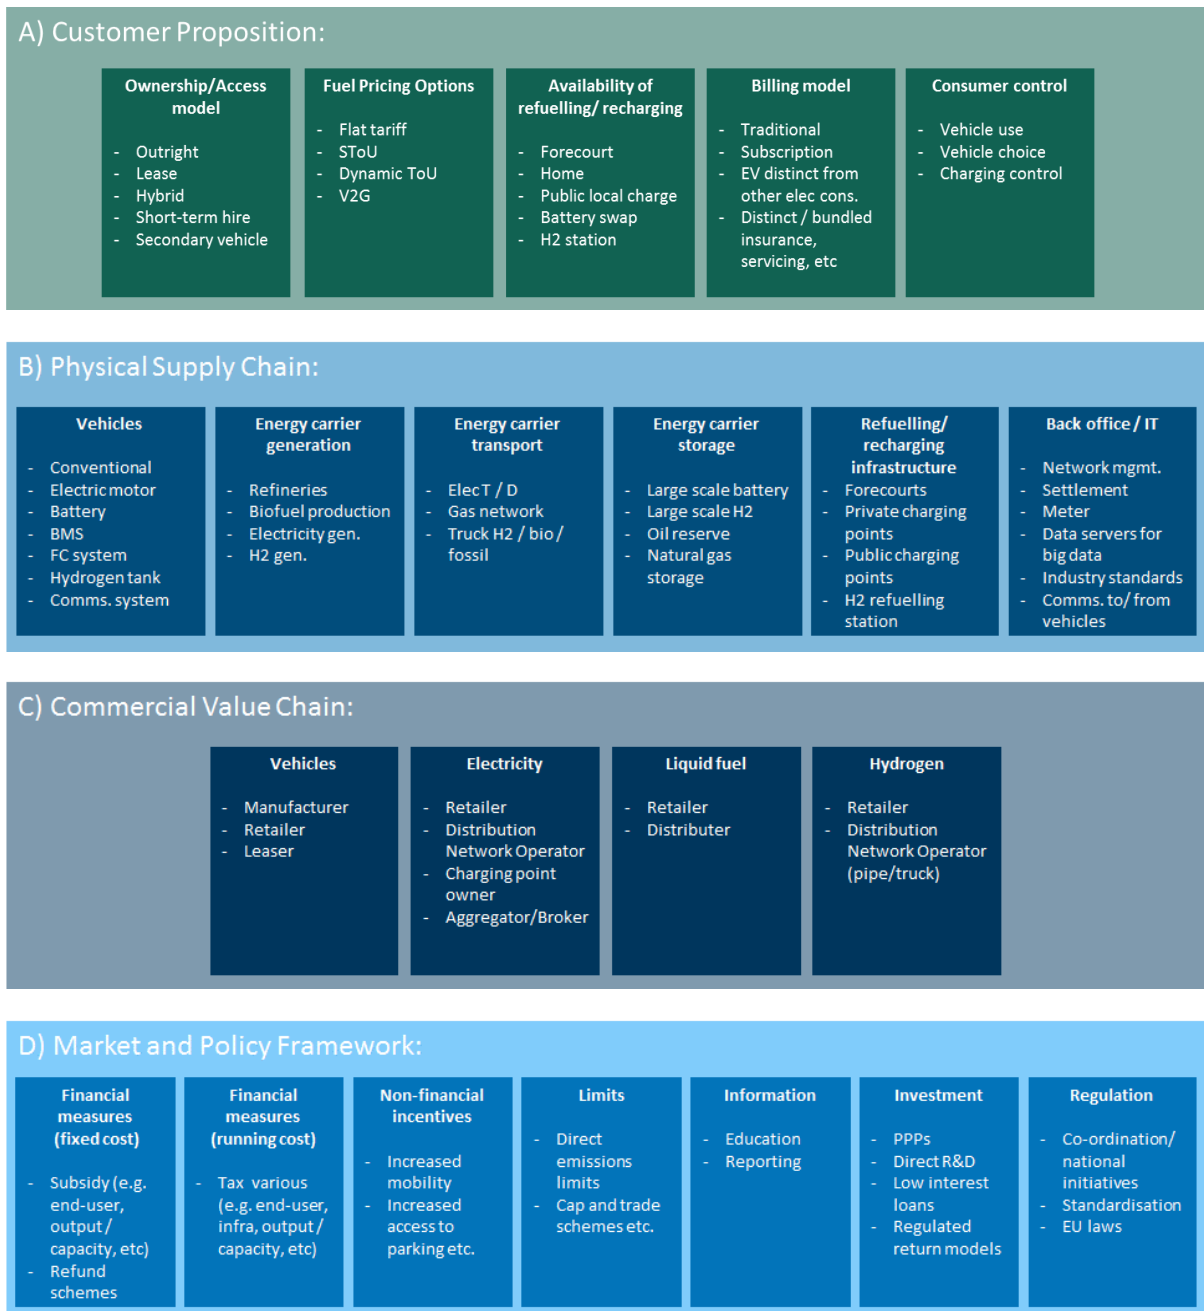 A) Customer Proposition:
Ownership/Access
model
- Outright
- Lease
- Hybrid
- Short-term hire
- Secondary vehicle
Fuel Pricing Options
- Flat tariff
- SToU
- Dynamic ToU
- V2G
Availability of
refuelling/ recharging
- Forecourt
- Home
- Public local charge
- Battery swap
- H2 station
Billing model
- Traditional
- Subscription
- EV distinct from
other elec cons.
- Distinct / bundled
insurance,
servicing, etc
Consumer control
- Vehicle use
- Vehicle choice
- Charging control
B) Physical Supply Chain:
Vehicles
- Conventional
- Electric motor
- Battery
- BMS
- FC system
- Hydrogen tank
- Comms. system
Energy carrier
generation
- Refineries
- Biofuel production
- Electricity gen.
- H2 gen.
Energy carrier
transport
- Elec T / D
- Gas network
- Truck H2 / bio /
fossil
Energy carrier
storage
- Large scale battery
- Large scale H2
- Oil reserve
- Natural gas
storage
Refuelling/
recharging
infrastructure
- Forecourts
- Private charging
points
- Public charging
points
- H2 refuelling
station
Back office / IT
- Network mgmt.
- Settlement
- Meter
- Data servers for
big data
- Industry standards
- Comms. to/ from
vehicles
C) Commercial Value Chain:
Vehicles
- Manufacturer
- Retailer
- Leaser
Electricity
- Retailer
- Distribution
Network Operator
- Charging point
owner
- Aggregator/Broker
Liquid fuel
- Retailer
- Distributer
Hydrogen
- Retailer
- Distribution
Network Operator
(pipe/truck)
D) Market and Policy Framework:
Financial
measures
(fixed cost)
- Subsidy (e.g.
end-user,
output /
capacity, etc)
- Refund
schemes
Financial
measures
(running cost)
- Tax various
(e.g. end-user,
infra, output /
capacity, etc)
Non-financial
incentives
- Increased
mobility
- Increased
access to
parking etc.
Limits
- Direct
emissions
limits
- Cap and trade
schemes etc.
Information
- Education
- Reporting
Investment
- PPPs
- Direct R&D
- Low interest
loans
- Regulated
return models
Regulation
- Co-ordination/
national
initiatives
- Standardisation
- EU laws